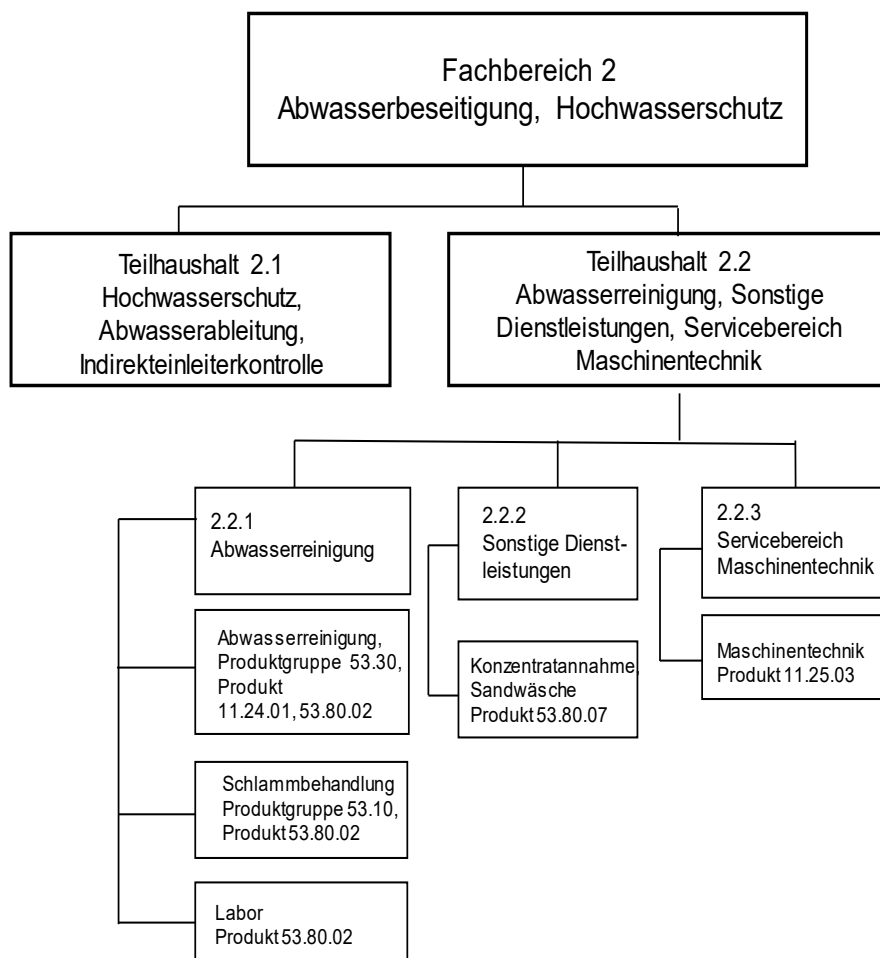 Fachbereich 2
Abwasserbeseitigung, Hochwasserschutz
Teilhaushalt 2.1
Hochwasserschutz,
Abwasserableitung,
Indirekteinleiterkontrolle
Teilhaushalt 2.2
Abwasserreinigung, Sonstige
Dienstleistungen, Servicebereich
Maschinentechnik
2.2.1
Abwasserreinigung
Abwasserreinigung,
Produktgruppe 53.30,
Produkt
11.24.01, 53.80.02
Schlammbehandlung
Produktgruppe 53.10,
Produkt 53.80.02
Labor
Produkt 53.80.02
2.2.2
Sonstige Dienst-
leistungen
Konzentratannahme,
Sandwäsche
Produkt 53.80.07
2.2.3
Servicebereich
Maschinentechnik
Maschinentechnik
Produkt 11.25.03